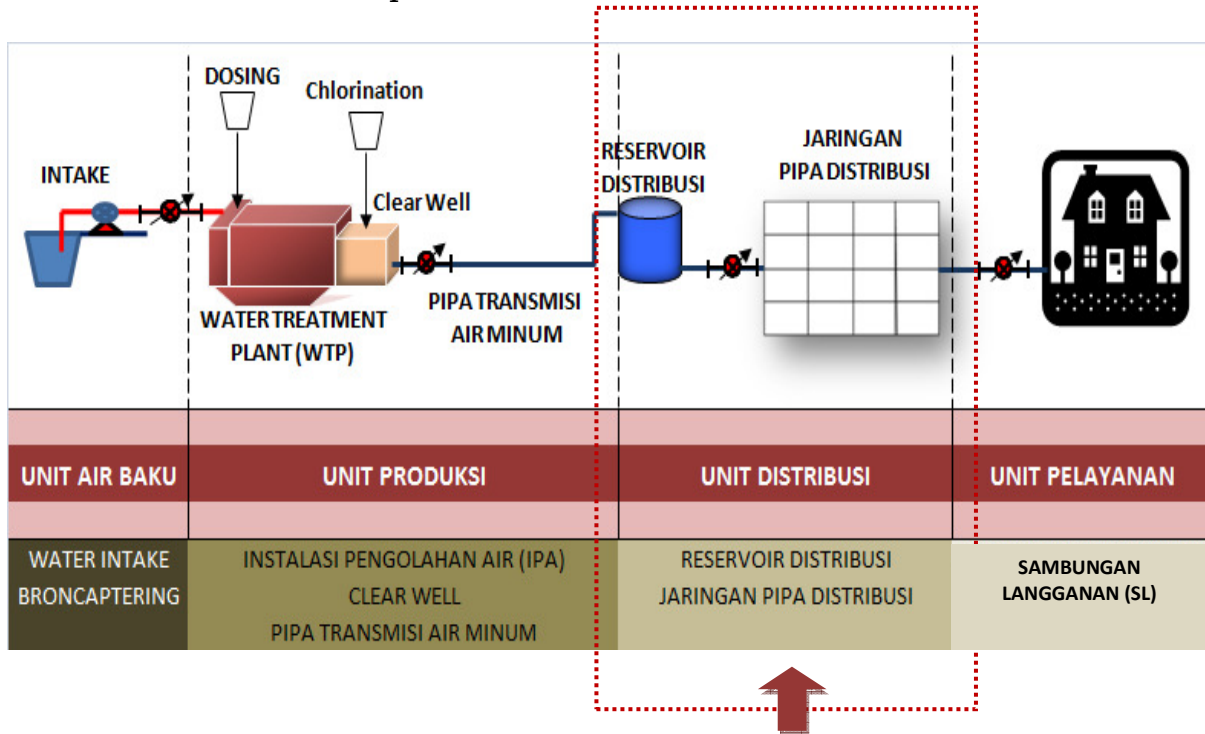 DOSING
Chlorination
INTAKE
Clear Well
WATER TREATMENT
PLANT (WTP)
PIPA TRANSMISI
AIR MINUM
RESERVOIR
DISTRIBUSI
JARINGAN
PIPA DISTRIBUSI
UNIT AIR BAKU
UNIT PRODUKSI
UNIT DISTRIBUSI
UNIT PELAYANAN
WATER INTAKE
BRONCAPTERING
INSTALASI PENGOLAHAN AIR (IPA)
CLEAR WELL
PIPA TRANSMISI AIR MINUM
RESERVOIR DISTRIBUSI
JARINGAN PIPA DISTRIBUSI
SAMBUNGAN
LANGGANAN (SL)